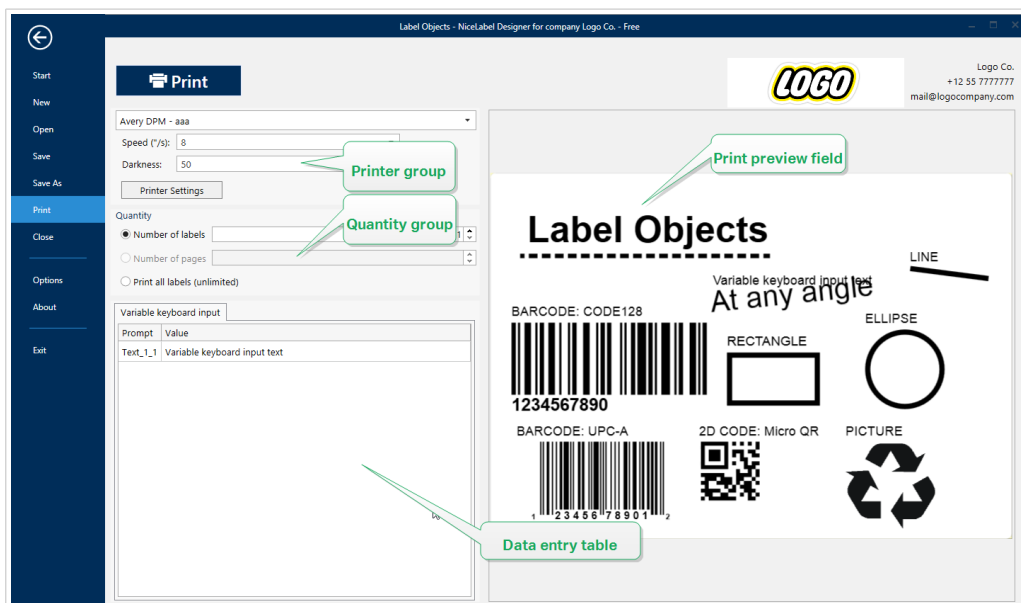 Label Objects - NiceLabel Designer for company Logo Co. - Free
Start
New
Open
Save
Save As
Print
Close
Options
About
Exit
Print
LOGO
Logo Co.
+12 55 7777777
mail@logocompany.com
Avery DPM - aaa
Speed ("/s): 8
Darkness: 50
Printer Settings
Printer group
Quantity
Number of labels 1
Number of pages
Print all labels (unlimited)
Quantity group
Variable keyboard input
Prompt Value
Text_1_1 Variable keyboard input text
Data entry table
Print preview field
Label Objects
LINE
Variable keyboard input text
At any angle
BARCODE: CODE128
1234567890
RECTANGLE
ELLIPSE
BARCODE: UPC-A
1 23456 78901 2
2D CODE: Micro QR
PICTURE